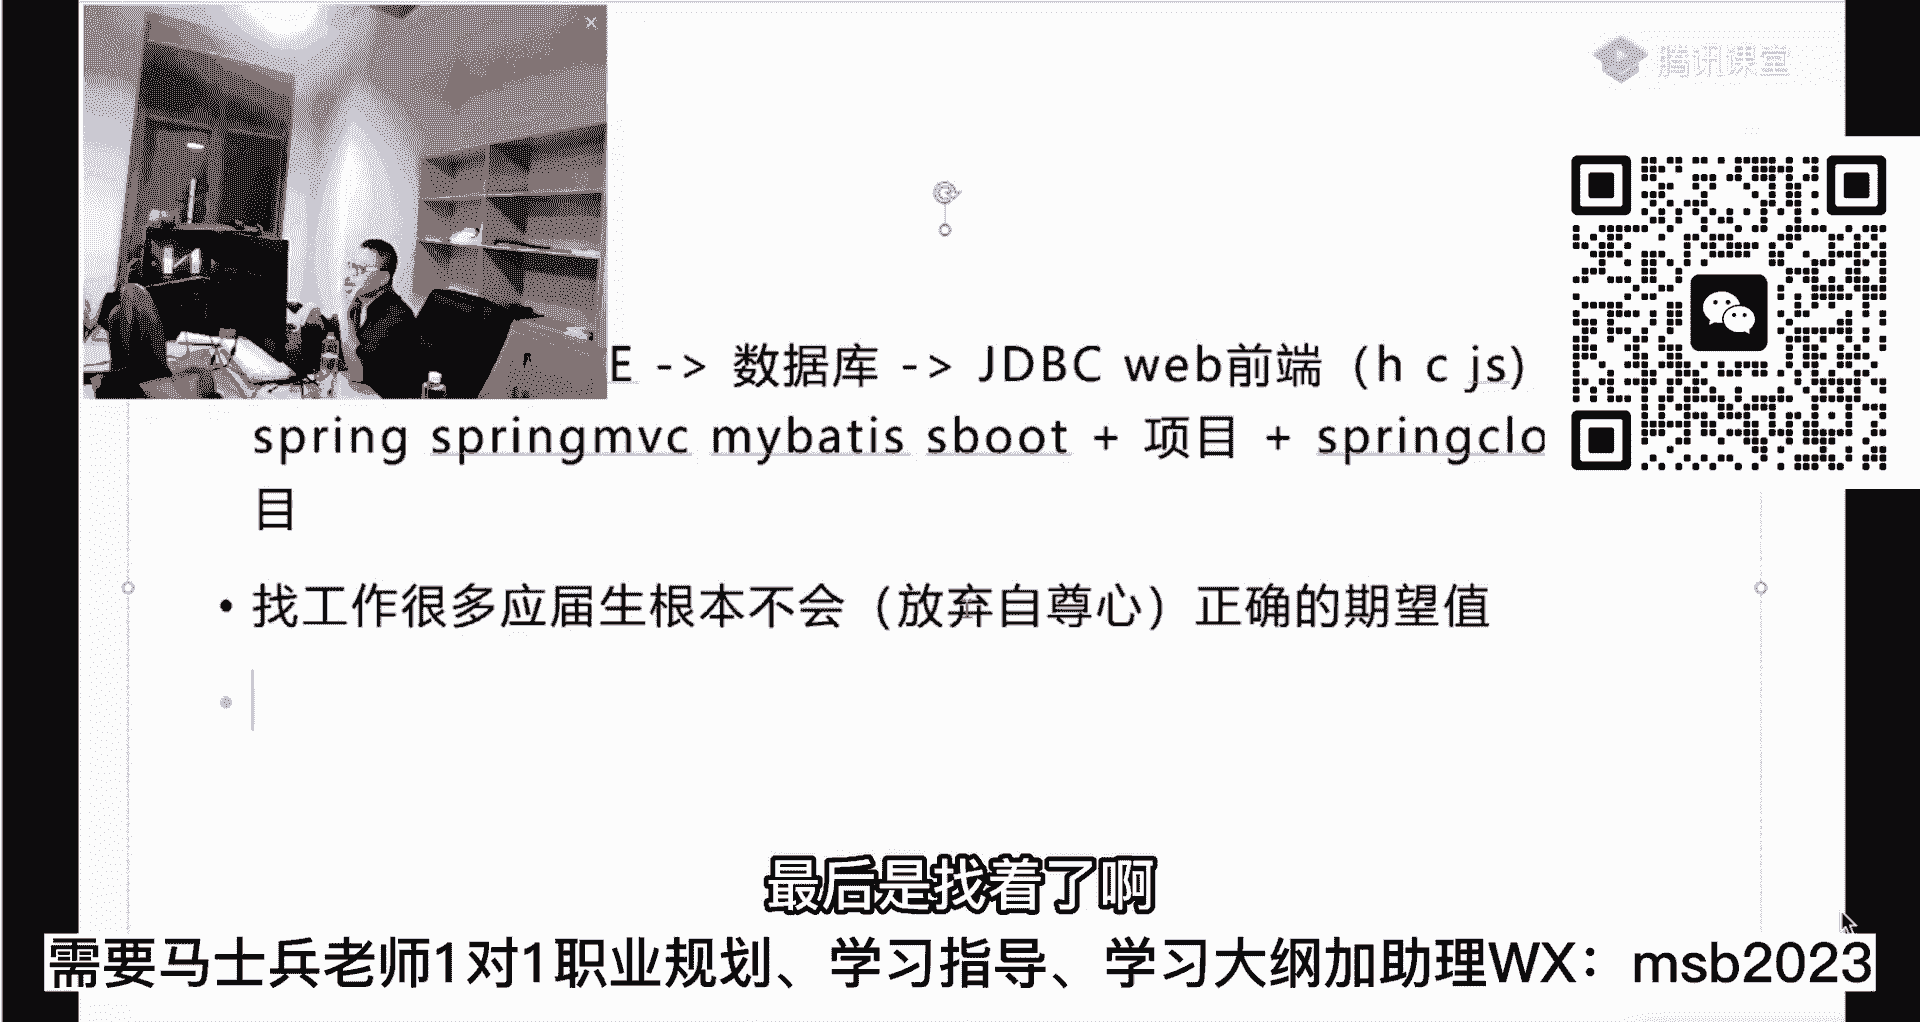 腾讯课堂
E -> 数据库 -> JDBC web前端（h c js)
spring springmvc mybatis sboot + 项目 + springclo
目
• 找工作很多应届生根本不会（放弃自尊心）正确的期望值
最后是找着了啊
需要马士兵老师1对1职业规划、学习指导、学习大纲加助理WX：msb2023